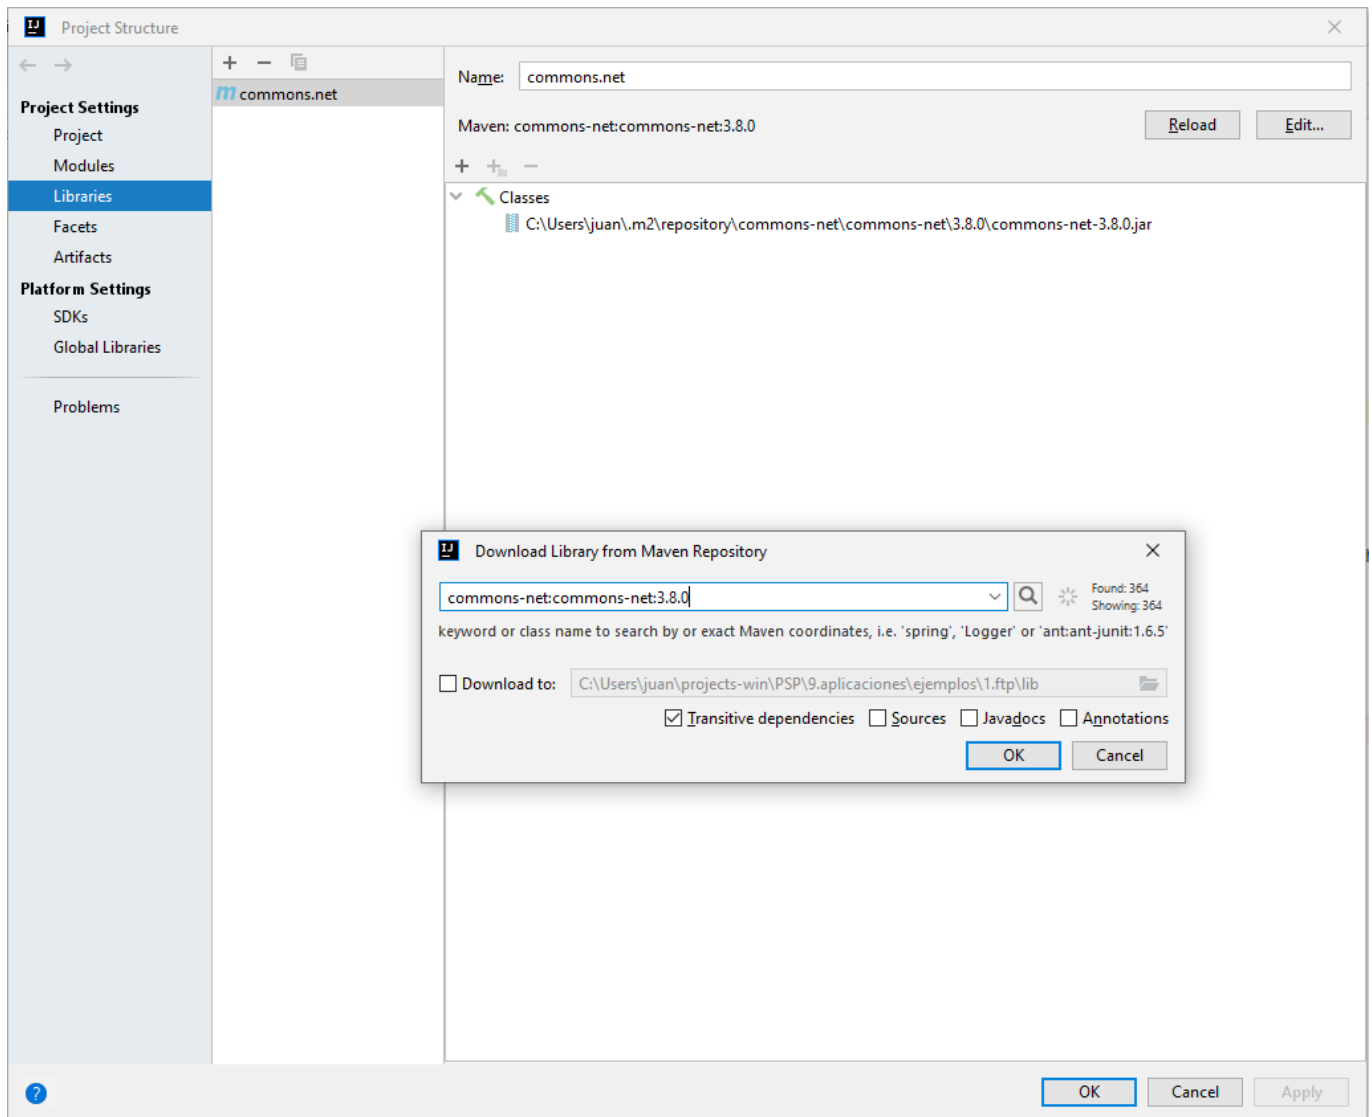 Project Structure
Project Settings
Project
Modules
Libraries
Facets
Artifacts
Platform Settings
SDKs
Global Libraries
Problems
commons.net
Name: commons.net
Maven: commons-net:commons-net:3.8.0
Reload
Edit...
Classes
C:\Users\juan\.m2\repository\commons-net\commons-net\3.8.0\commons-net-3.8.0.jar
Download Library from Maven Repository
commons-net:commons-net:3.8.0
Found: 364
Showing: 364
keyword or class name to search by or exact Maven coordinates, i.e. 'spring', 'Logger' or 'ant:ant-junit:1.6.5'
Download to: C:\Users\juan\projects-win\PSP\9.aplicaciones\ejemplos\1.ftp\lib
Transitive dependencies Sources Javadocs Annotations
OK Cancel
OK Cancel Apply